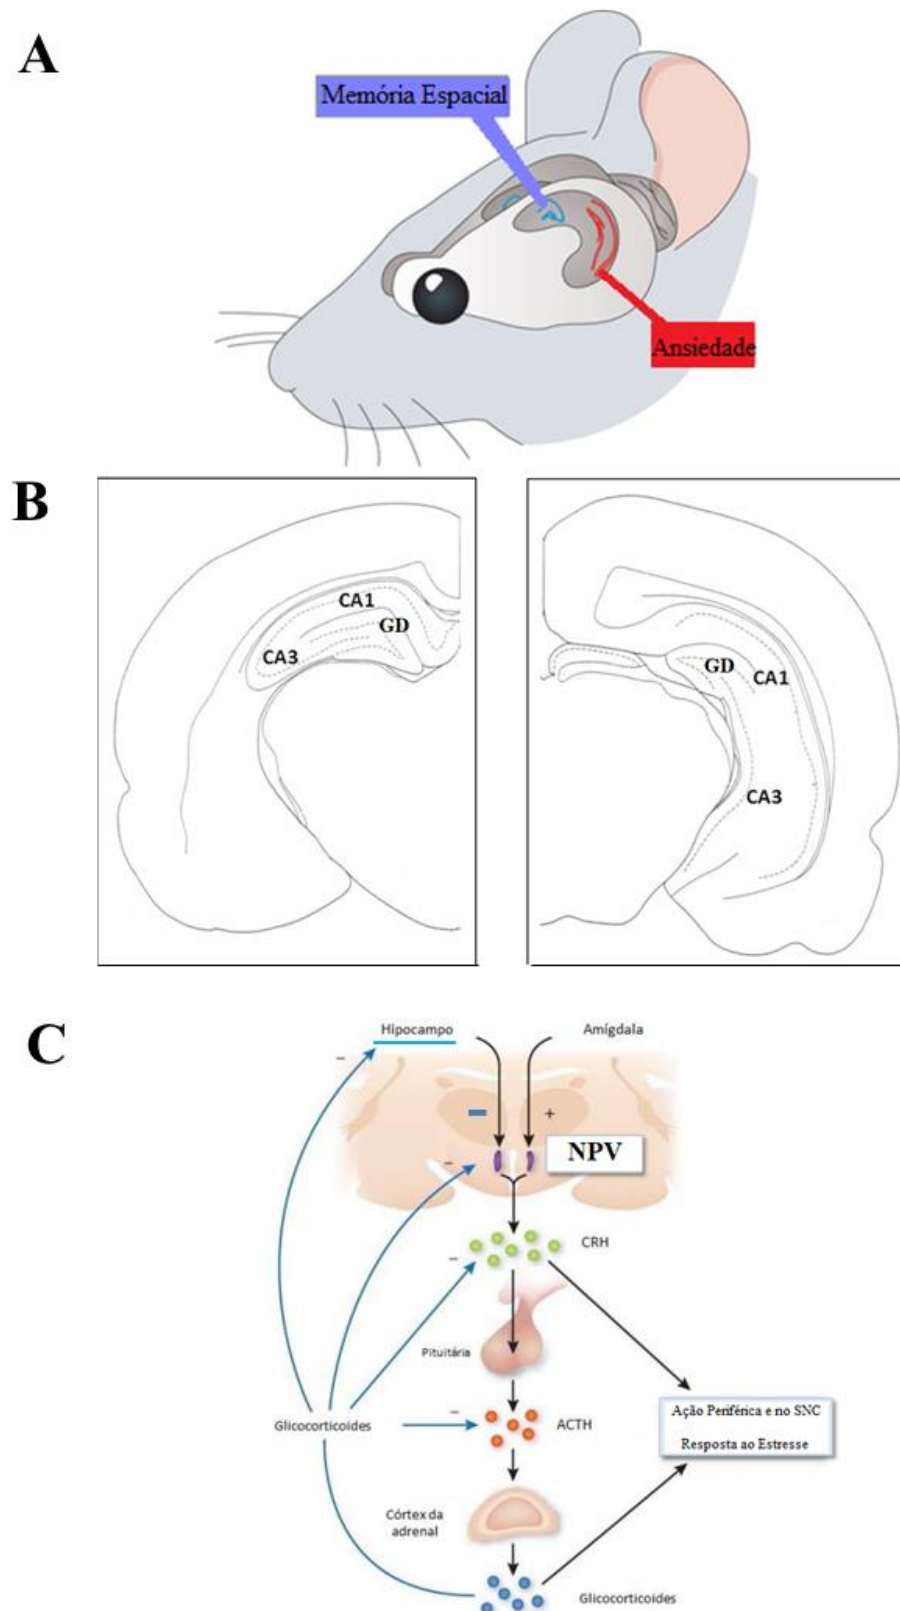 A
Memória Espacial
Ansiedade
B
CA1
GD
CA3
GD
CA1
CA3
C
Hipocampo
Amígdala
–
–
+
NPV
–
CRH
–
Pituitária
Glicocorticoides
–
ACTH
Ação Periférica e no SNC
Resposta ao Estresse
Córtex da
adrenal
Glicocorticoides